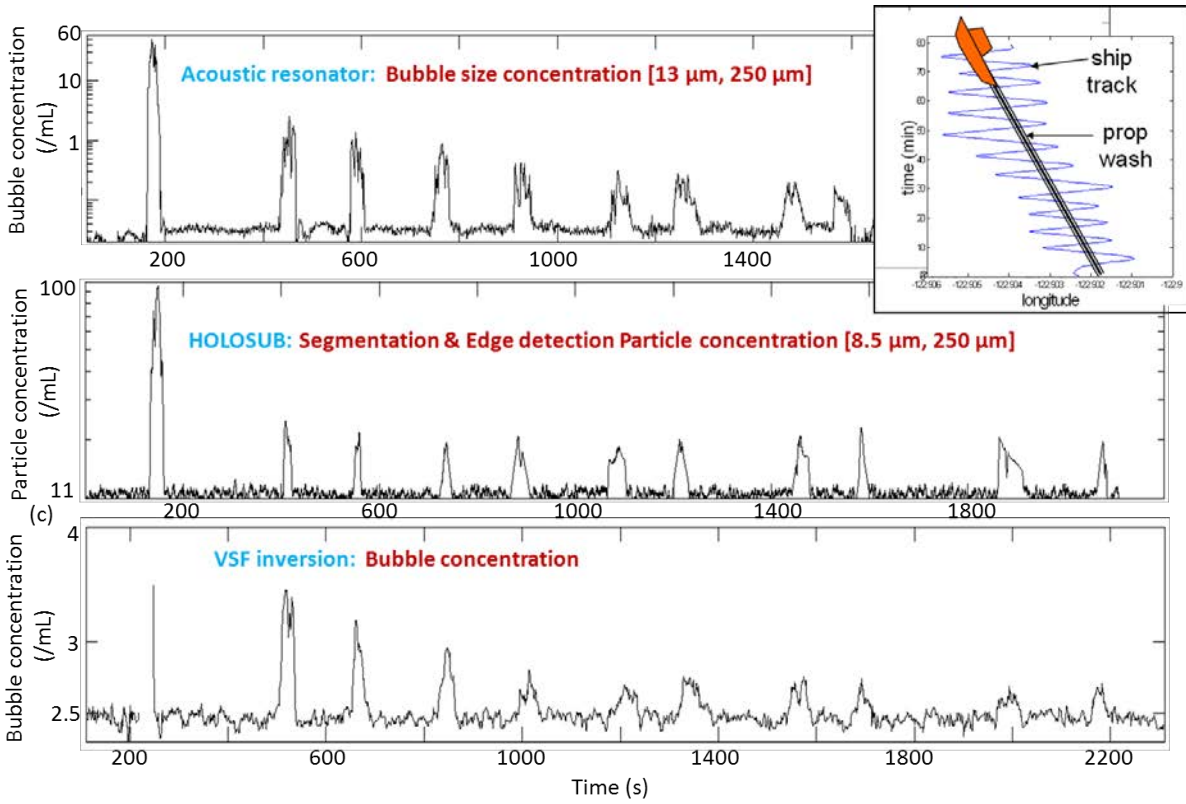 60
10
1
Bubble concentration
(/mL)
Acoustic resonator: Bubble size concentration [13 µm, 250 µm]
200
600
1000
1400
ship
track
prop
wash
time (min)
longitude
100
11
Particle concentration
(/mL)
HOLOSUB: Segmentation & Edge detection Particle concentration [8.5 µm, 250 µm]
200
600
1000
1400
1800
(c)
4
3
2.5
Bubble concentration
(/mL)
VSF inversion: Bubble concentration
200
600
1000
1400
1800
2200
Time (s)